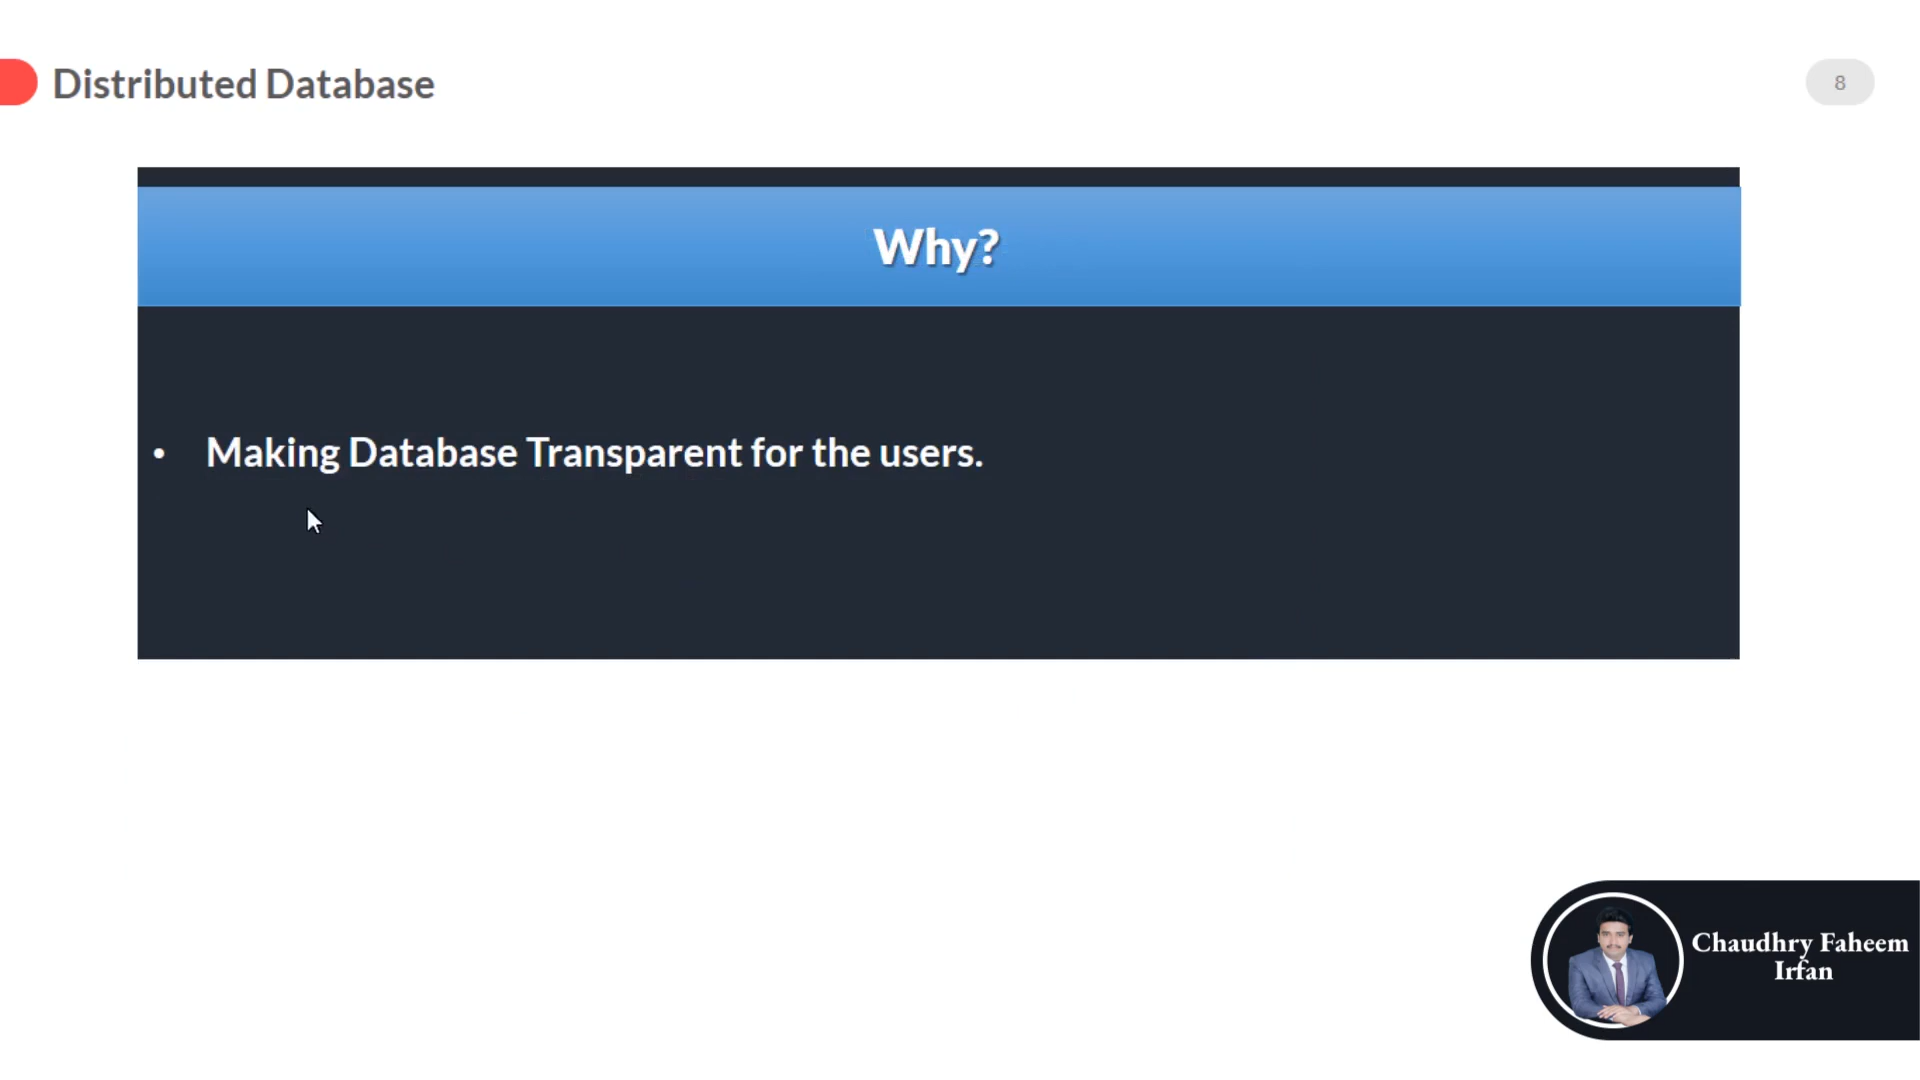 Distributed Database
8
Why?
• Making Database Transparent for the users.
Chaudhry Faheem
Irfan